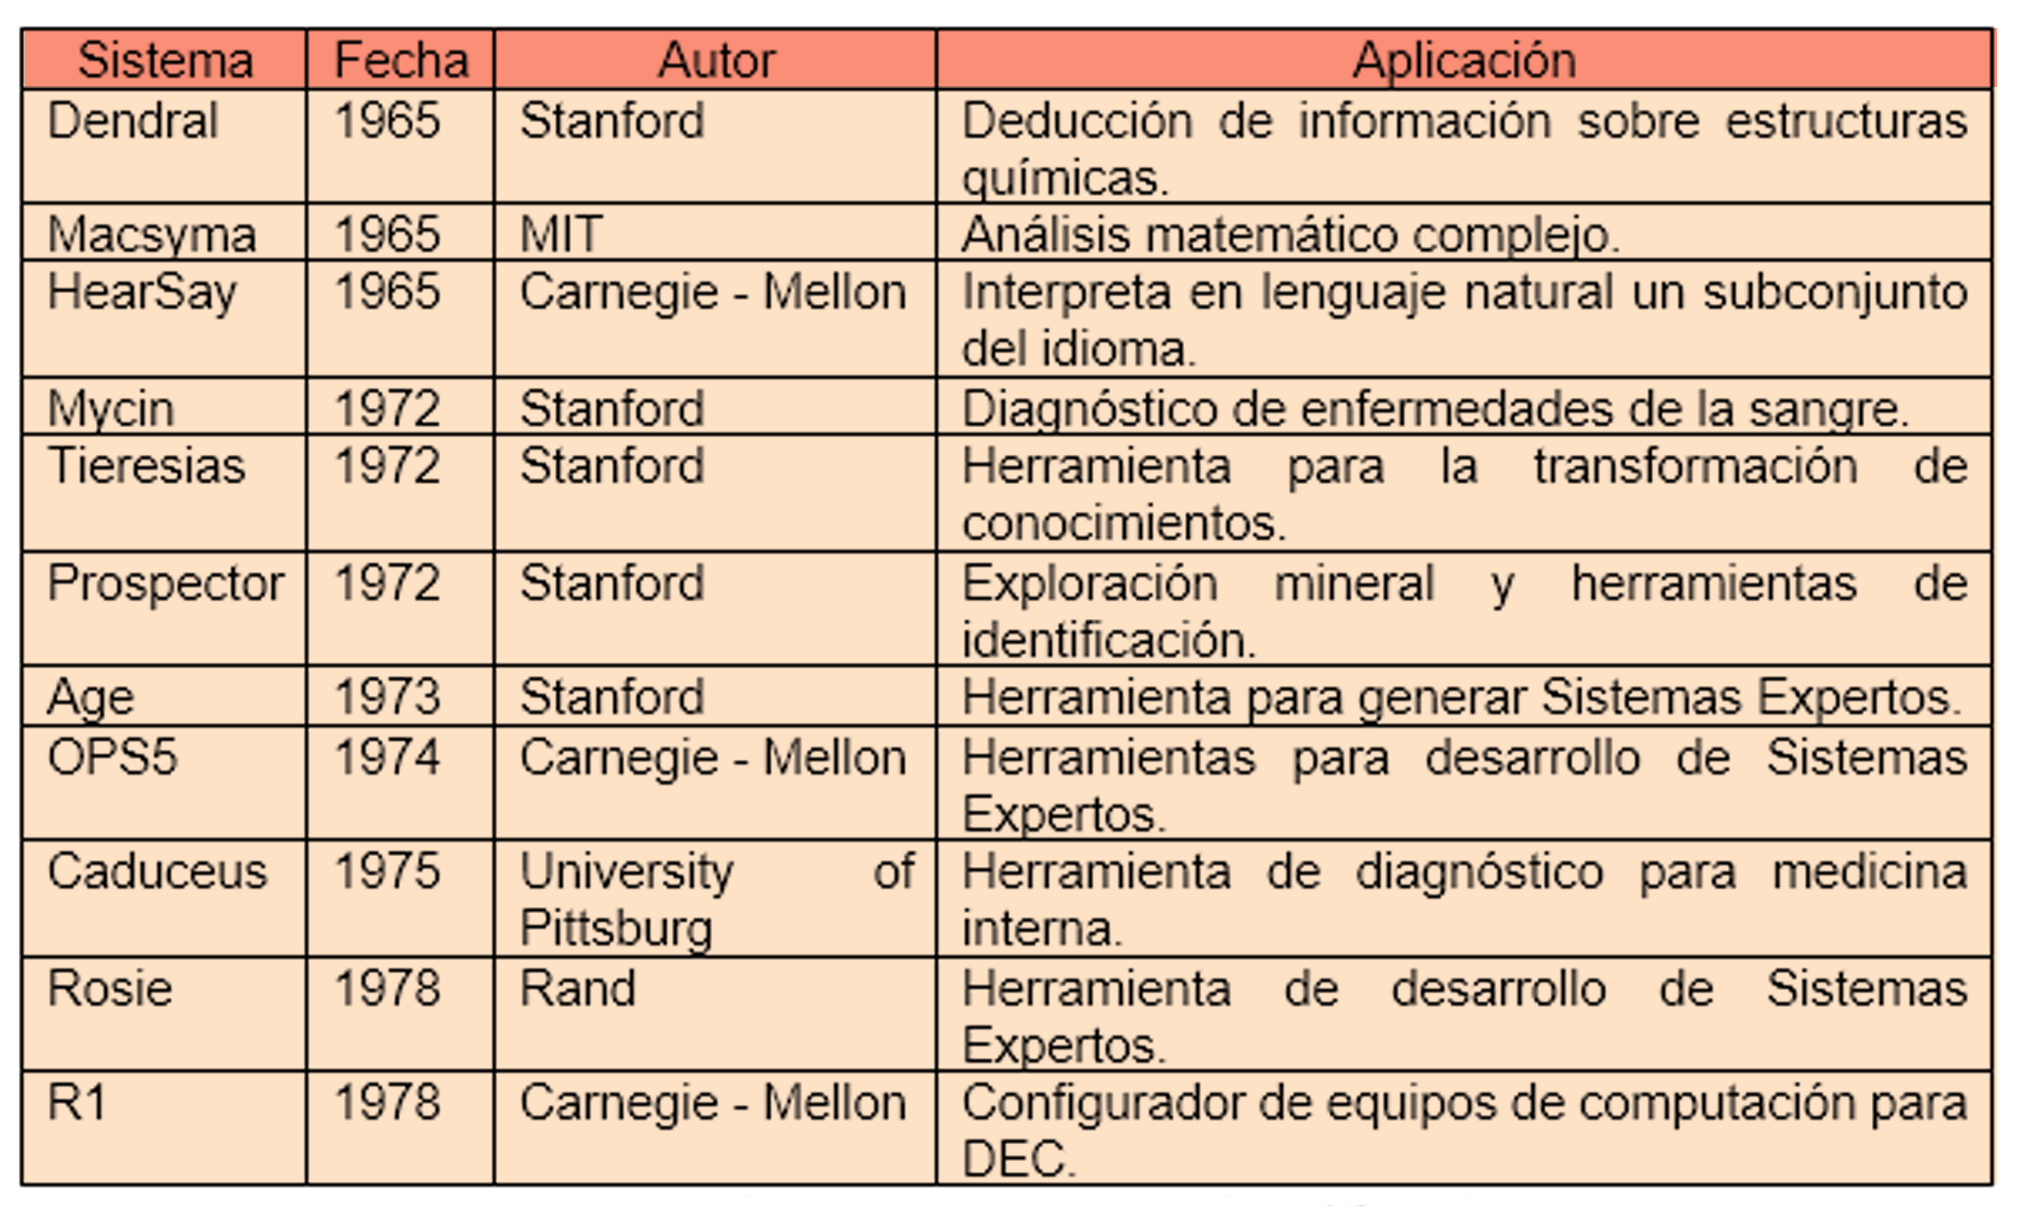 Sistema Fecha Autor Aplicación
Dendral 1965 Stanford Deducción de información sobre estructuras
químicas.
Macsyma 1965 MIT Análisis matemático complejo.
HearSay 1965 Carnegie - Mellon Interpreta en lenguaje natural un subconjunto
del idioma.
Mycin 1972 Stanford Diagnóstico de enfermedades de la sangre.
Tieresias 1972 Stanford Herramienta para la transformación de
conocimientos.
Prospector 1972 Stanford Exploración mineral y herramientas de
identificación.
Age 1973 Stanford Herramienta para generar Sistemas Expertos.
OPS5 1974 Carnegie - Mellon Herramientas para desarrollo de Sistemas
Expertos.
Caduceus 1975 University of Herramienta de diagnóstico para medicina
Pittsburg interna.
Rosie 1978 Rand Herramienta de desarrollo de Sistemas
Expertos.
R1 1978 Carnegie - Mellon Configurador de equipos de computación para
DEC.